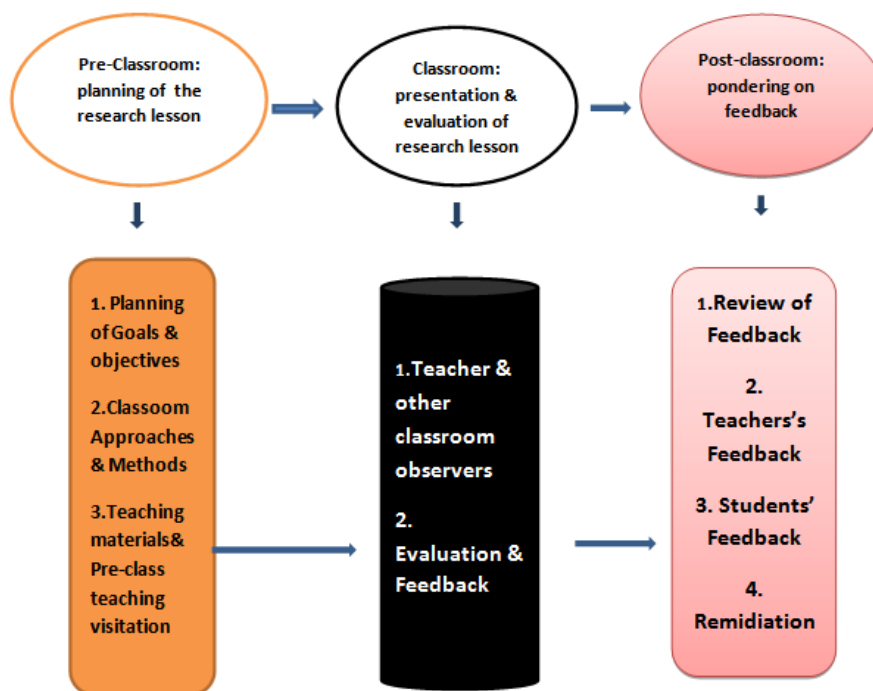 Pre-Classroom:
planning of the
research lesson
Classroom:
presentation &
evaluation of
research lesson
Post-classroom:
pondering on
feedback
1. Planning
of Goals &
objectives
2.Classoom
Approaches
& Methods
3.Teaching
materials&
Pre-class
teaching
visitation
1.Teacher &
other
classroom
observers
2.
Evaluation &
Feedback
1.Review of
Feedback
2.
Teachers's
Feedback
3. Students'
Feedback
4.
Remidiation